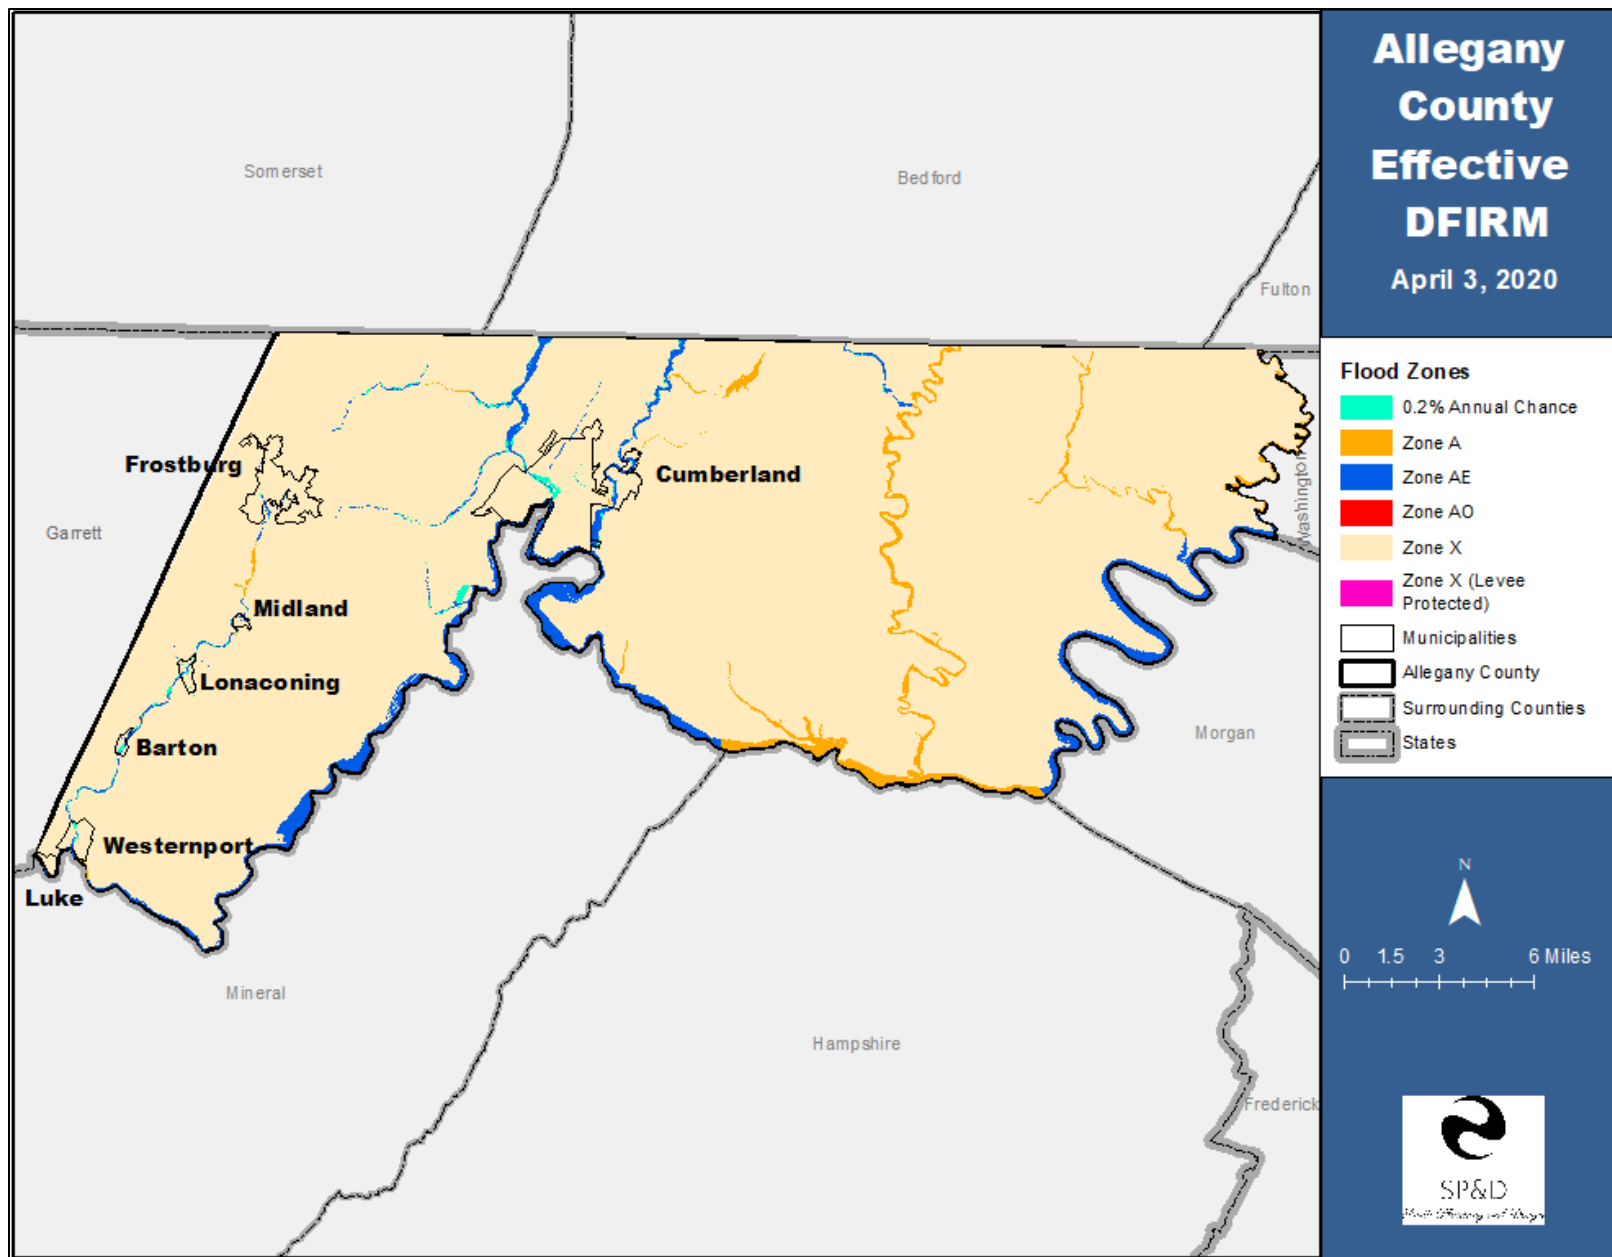 Allegany
County
Effective
DFIRM
April 3, 2020
Somerset
Bedford
Fulton
Flood Zones
0.2% Annual Chance
Zone A
Zone AE
Zone AO
Zone X
Zone X (Levee
Protected)
Municipalities
Allegany County
Surrounding Counties
States
Frostburg
Cumberland
Washington
Garrett
Midland
Lonaconing
Barton
Morgan
Westernport
Luke
Mineral
Hampshire
Frederick
N
0 1.5 3 6 Miles
SP&D